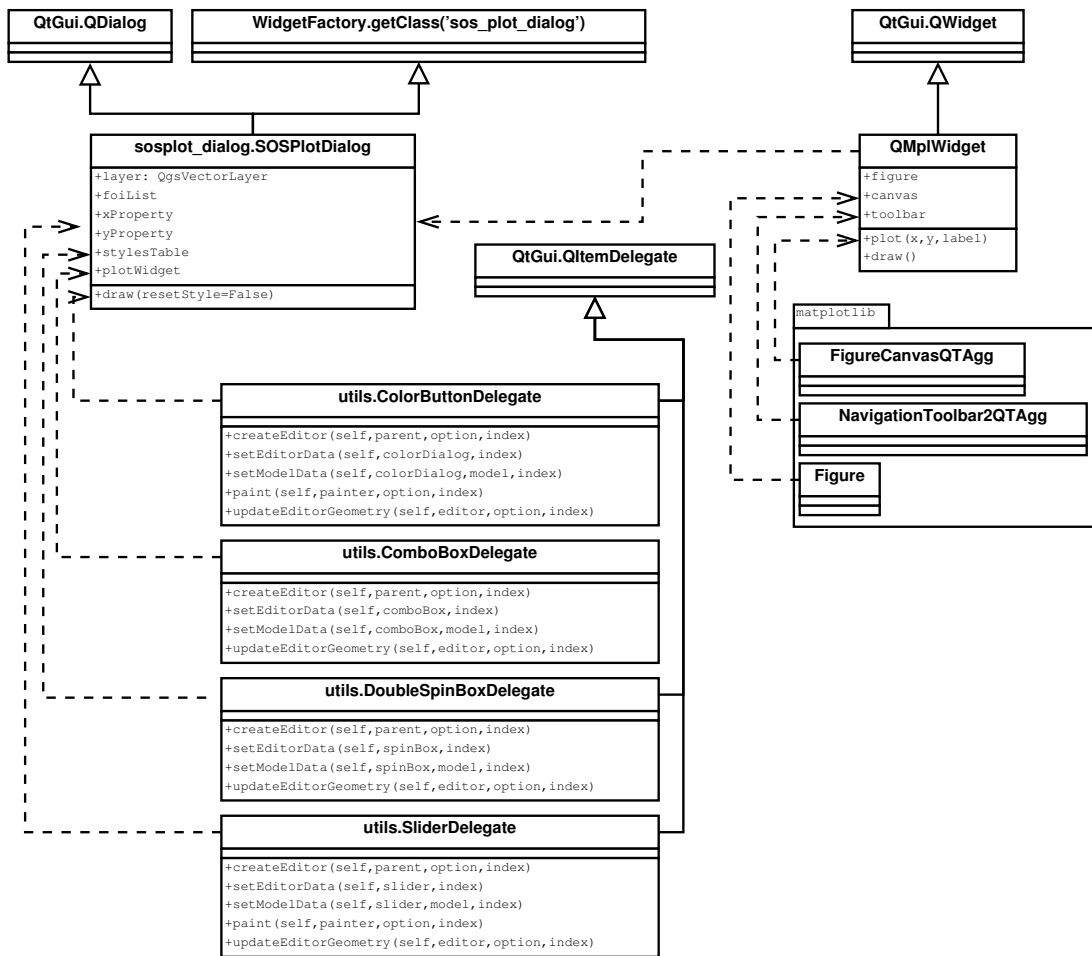 QtGui.QDialog
WidgetFactory.getClass('sos_plot_dialog')
QtGui.QWidget
sosplot_dialog.SOSPlotDialog
+layer: QgsVectorLayer
+foiList
+xProperty
+yProperty
+stylesTable
+plotWidget
+draw(resetStyle=False)
QMplWidget
+figure
+canvas
+toolbar
+plot(x,y,label)
+draw()
QtGui.QItemDelegate
matplotlib
FigureCanvasQTAgg
NavigationToolbar2QTAgg
Figure
utils.ColorButtonDelegate
+createEditor(self,parent,option,index)
+setEditorData(self,colorDialog,index)
+setModelData(self,colorDialog,model,index)
+paint(self,painter,option,index)
+updateEditorGeometry(self,editor,option,index)
utils.ComboBoxDelegate
+createEditor(self,parent,option,index)
+setEditorData(self,comboBox,index)
+setModelData(self,comboBox,model,index)
+updateEditorGeometry(self,editor,option,index)
utils.DoubleSpinBoxDelegate
+createEditor(self,parent,option,index)
+setEditorData(self,spinBox,index)
+setModelData(self,spinBox,model,index)
+updateEditorGeometry(self,editor,option,index)
utils.SliderDelegate
+createEditor(self,parent,option,index)
+setEditorData(self,slider,index)
+setModelData(self,slider,model,index)
+paint(self,painter,option,index)
+updateEditorGeometry(self,editor,option,index)